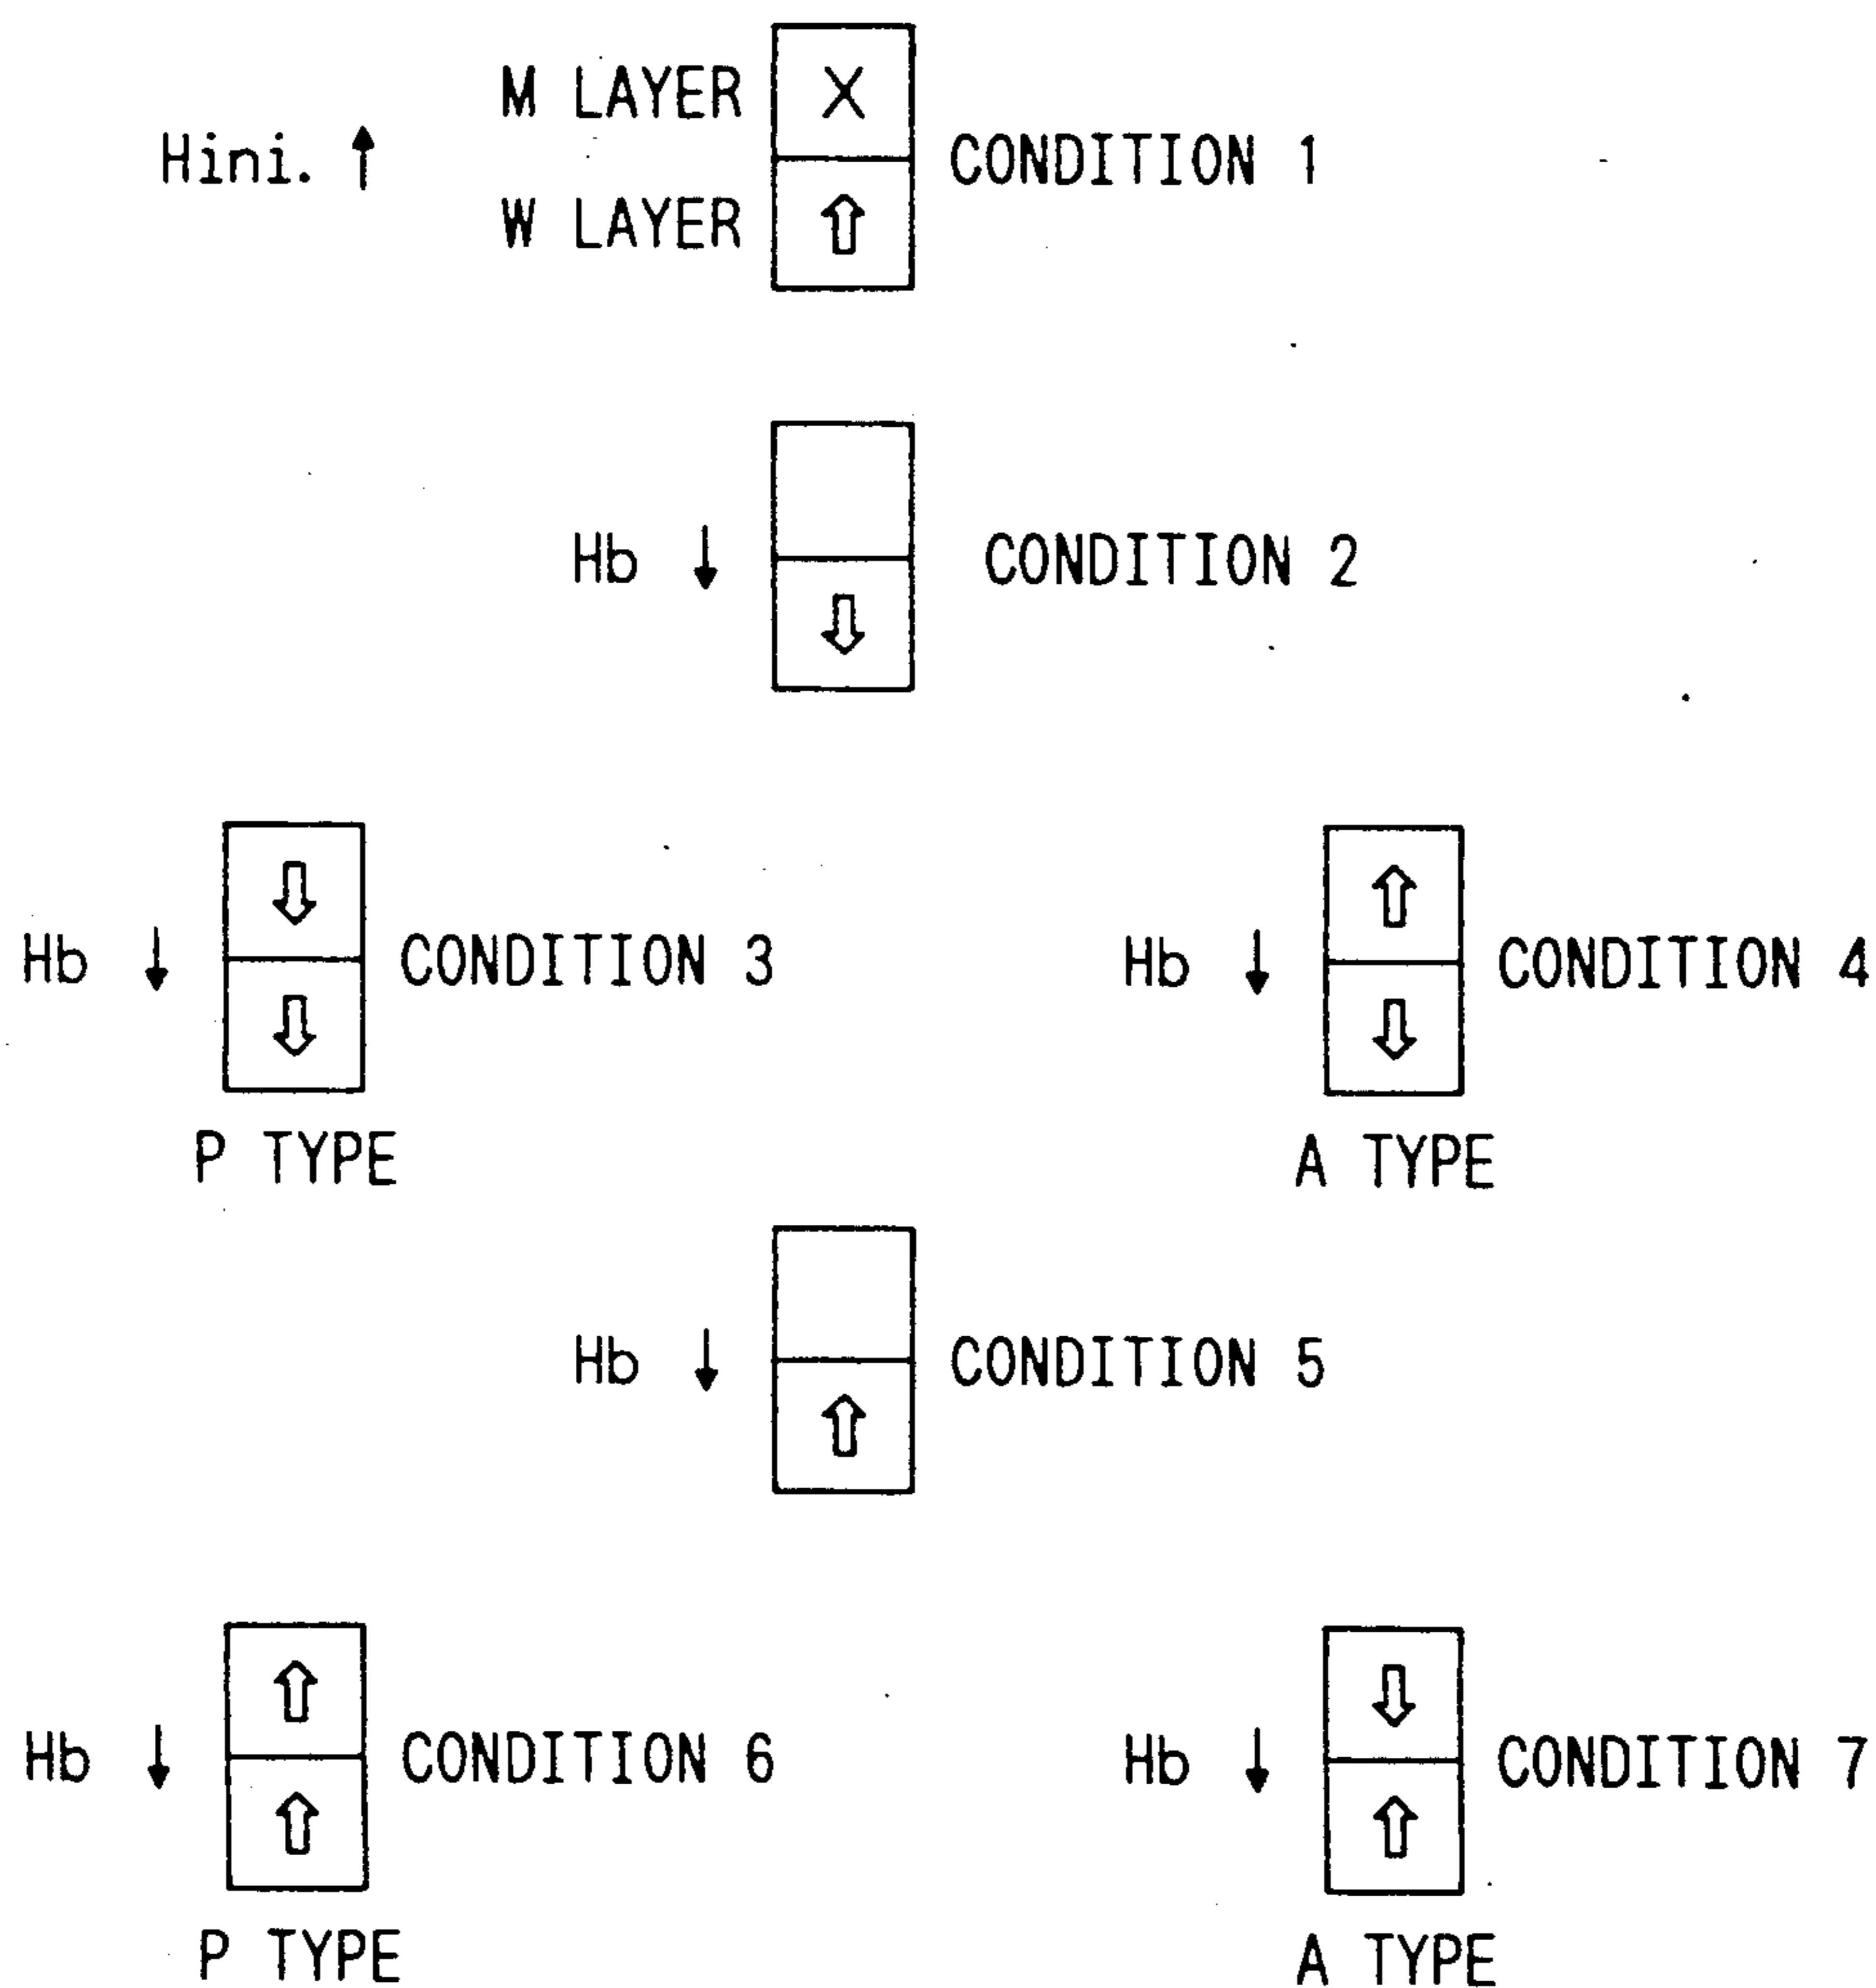 M LAYER X
Hini. ↑ CONDITION 1
W LAYER
Hb ↓ CONDITION 2
Hb ↓ CONDITION 3
Hb ↓ CONDITION 4
P TYPE
A TYPE
Hb ↓ CONDITION 5
Hb ↓ CONDITION 6
Hb ↓ CONDITION 7
P TYPE
A TYPE